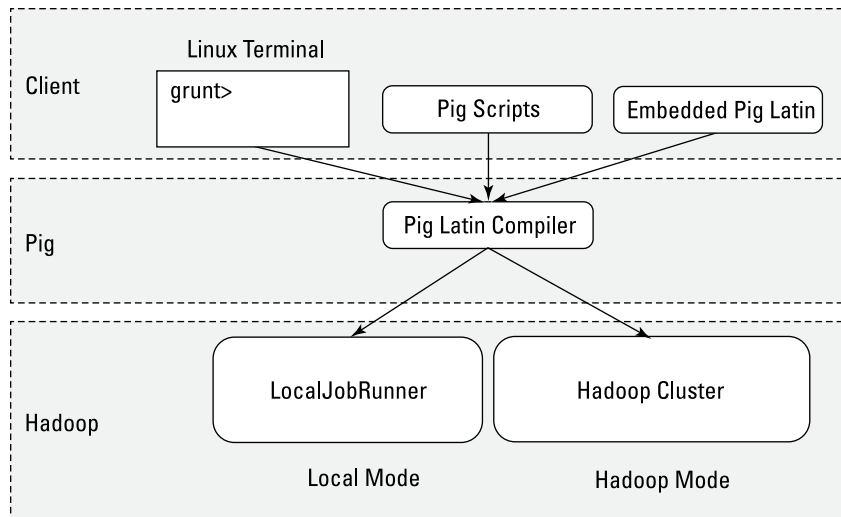 Linux Terminal
Client
grunt>
Pig Scripts
Embedded Pig Latin
Pig Latin Compiler
Pig
LocalJobRunner
Hadoop Cluster
Hadoop
Local Mode
Hadoop Mode